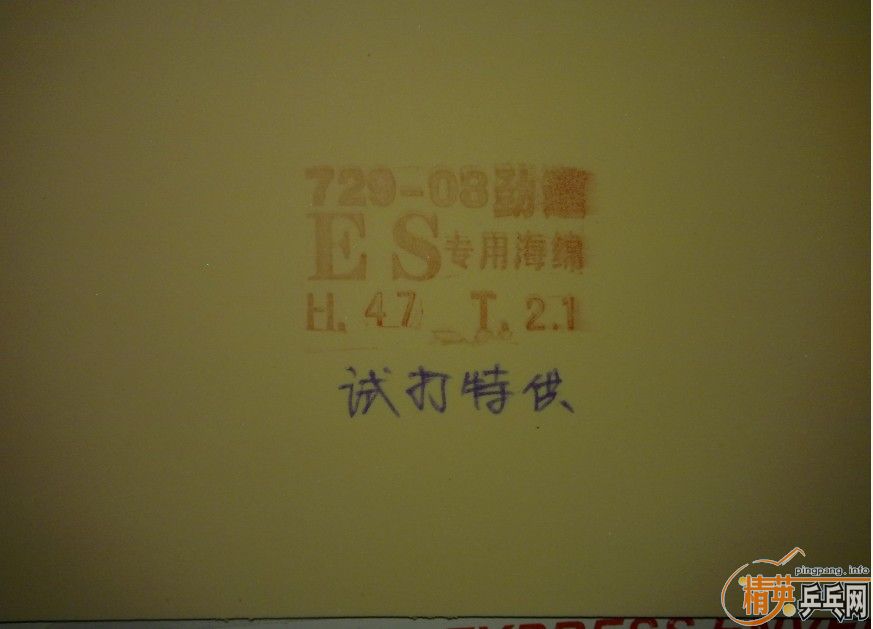 729-08劲
ES专用海绵
H. 47 T. 2.1
试打特供
pingpang.info
精英乒乓网